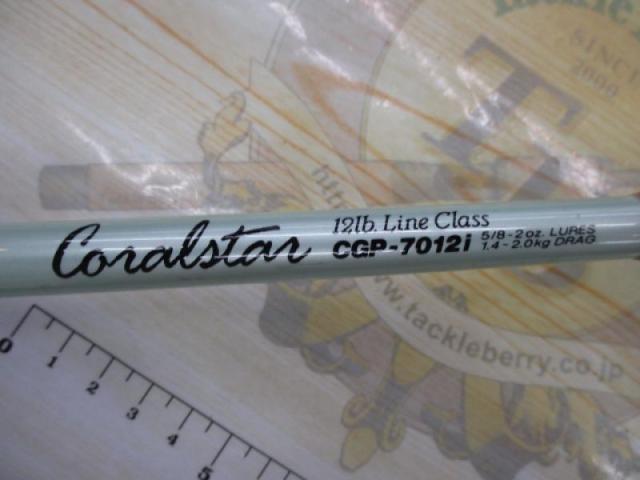 SINCE
2000
T
http
Coralstar
12lb. Line Class
CGP-7012i
5/8-2oz. LURES
1.4-2.0kg DRAG
www.tackleberry.co.jp
0 1 2 3 4 5